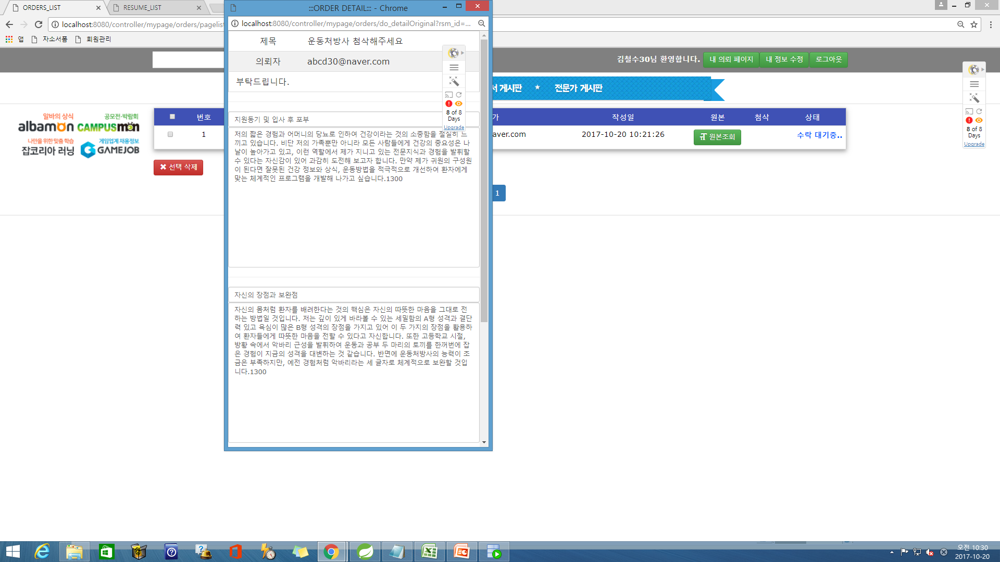 ORDERS_LIST
RESUME_LIST
:::ORDER DETAIL::: - Chrome
localhost:8080/controller/mypage/orders/pagelis
localhost:8080/controller/mypage/orders/do_detailOriginal?rsm_id=...
앱
자소서폼
회원관리
김철수30님 환영합니다.
내 의뢰 페이지
내 정보 수정
로그아웃
서 게시판
★
전문가 게시판
제목
운동처방사 첨삭해주세요
의뢰자
abcd30@naver.com
부탁드립니다.
8 of 8
Days
Upgrade
8 of 8
Days
Upgrade
알바의 상식
albamon
공모전·박람회
CAMPUSmon
나만을 위한 맞춤 학습
잡코리아 러닝
게임업계 채용정보
GAMEJOB
번호
가
작성일
원본
첨삭
상태
1
aver.com
2017-10-20 10:21:26
원본조회
수락 대기중..
선택 삭제
1
지원동기 및 입사 후 포부
저의 짧은 경험과 어머니의 당뇨로 인하여 건강이라는 것의 소중함을 절실히 느
끼고 있습니다. 비단 저의 가족뿐만 아니라 모든 사람들에게 건강의 중요성은 나
날이 높아가고 있고, 이런 역할에서 제가 지니고 있는 전문지식과 경험을 발휘할
수 있다는 자신감이 있어 과감히 도전해 보고자 합니다. 만약 제가 귀원의 구성원
이 된다면 잘못된 건강 정보와 상식, 운동방법을 적극적으로 개선하여 환자에게
맞는 체계적인 프로그램을 개발해 나가고 싶습니다.1300
자신의 장점과 보완점
자신의 몸처럼 환자를 배려한다는 것의 핵심은 자신의 따뜻한 마음을 그대로 전
하는 방법일 것입니다. 저는 깊이 있게 바라볼 수 있는 세밀함의 A형 성격과 결단
력 있고 욕심이 많은 B형 성격의 장점을 가지고 있어 이 두 가지의 장점을 활용하
여 환자들에게 따뜻한 마음을 전할 수 있다고 자신합니다. 또한 고등학교 시절,
방황 속에서 악바리 근성을 발휘하여 운동과 공부 두 마리의 토끼를 한꺼번에 잡
은 경험이 지금의 성격을 대변하는 것 같습니다. 반면에 운동처방사의 능력이 조
금은 부족하지만, 예전 경험처럼 악바리라는 세 글자로 체계적으로 보완할 것입
니다.1300
오전 10:30
2017-10-20